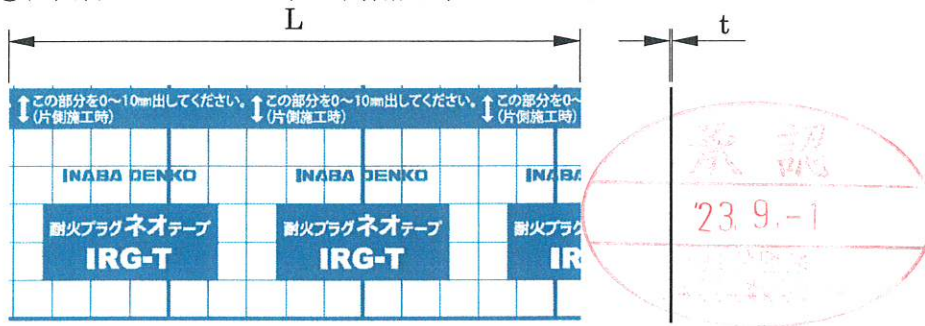 L
t
この部分を0〜10㎜出してください。
(片側施工時)
この部分を0〜10㎜出してください。
(片側施工時)
この部分を0〜
(片側施工時)
INABA DENKO
INABA DENKO
INABA
耐火プラグネオテープ
IRG-T
耐火プラグネオテープ
IRG-T
耐火プラグ
IR
承認
'23.9.-1